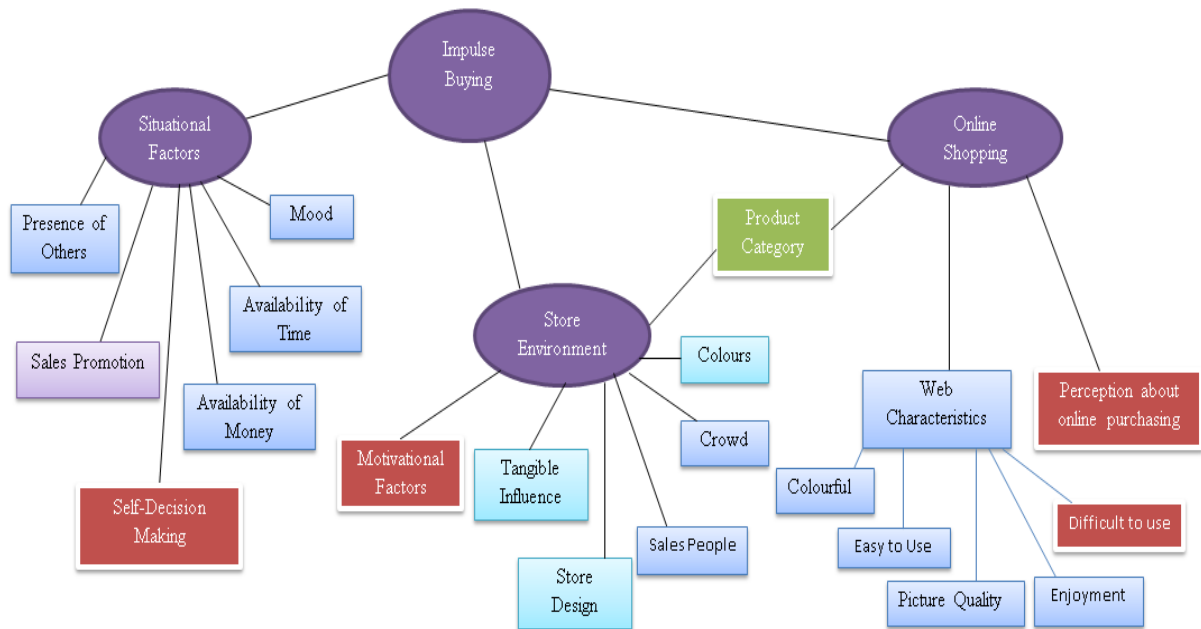 Impulse
Buying
Situational
Factors
Online
Shopping
Presence of
Others
Mood
Product
Category
Availability of
Time
Sales Promotion
Store
Environment
Colours
Availability of
Money
Web
Characteristics
Perception about
online purchasing
Motivational
Factors
Tangible
Influence
Crowd
Colourful
Self-Decision
Making
Sales People
Easy to Use
Difficult to use
Store
Design
Picture Quality
Enjoyment